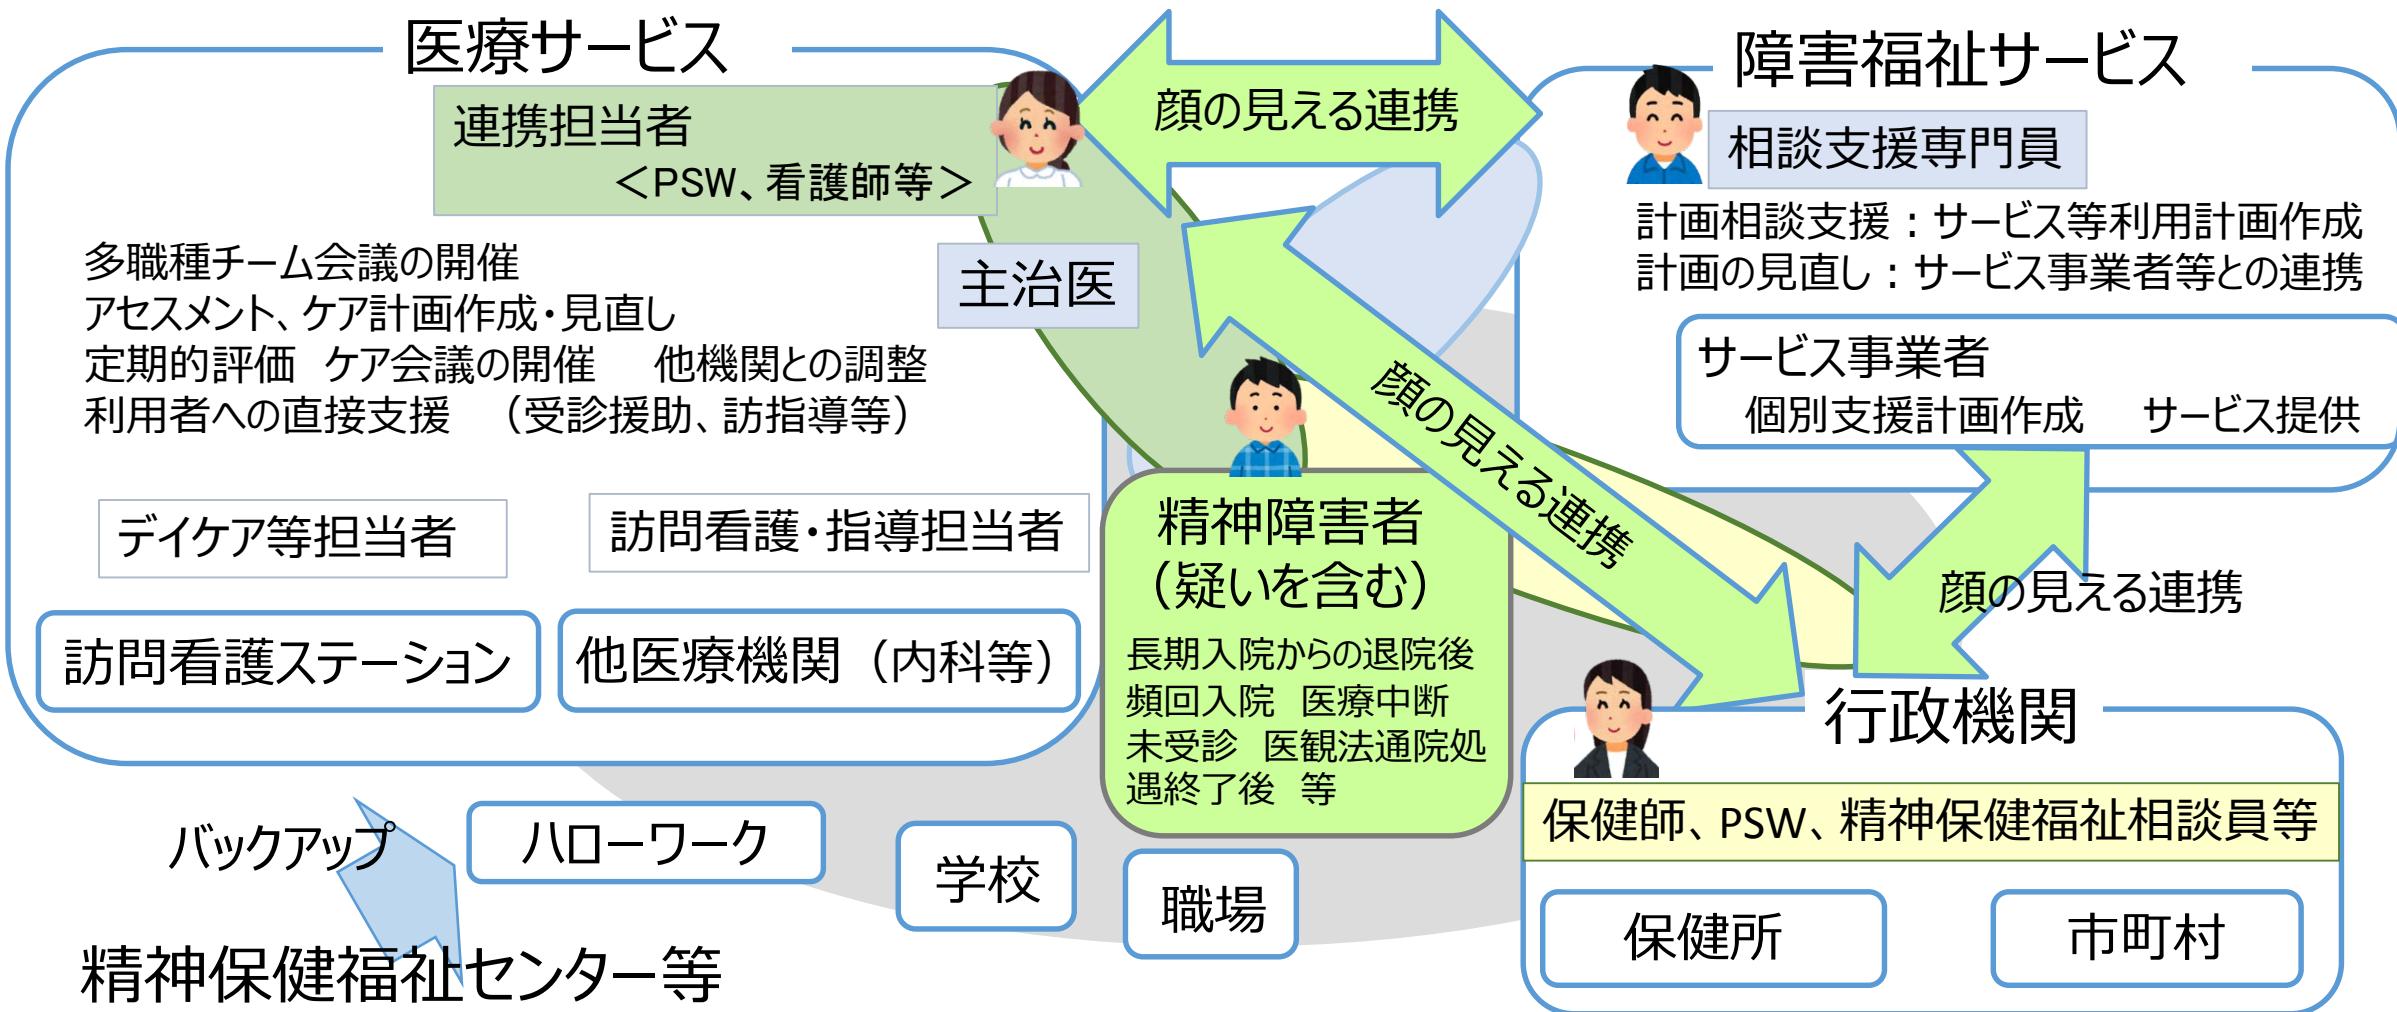 医療サービス
連携担当者
＜PSW、看護師等＞
主治医
多職種チーム会議の開催
アセスメント、ケア計画作成・見直し
定期的評価　ケア会議の開催　他機関との調整
利用者への直接支援　（受診援助、訪指導等）
デイケア等担当者
訪問看護・指導担当者
訪問看護ステーション
他医療機関（内科等）
顔の見える連携
障害福祉サービス
相談支援専門員
計画相談支援：サービス等利用計画作成
計画の見直し：サービス事業者等との連携
サービス事業者
個別支援計画作成　サービス提供
顔の見える連携
顔の見える連携
精神障害者
（疑いを含む）
長期入院からの退院後
頻回入院　医療中断
未受診　医観法通院処
遇終了後　等
行政機関
保健師、PSW、精神保健福祉相談員等
保健所
市町村
バックアップ
ハローワーク
学校
職場
精神保健福祉センター等